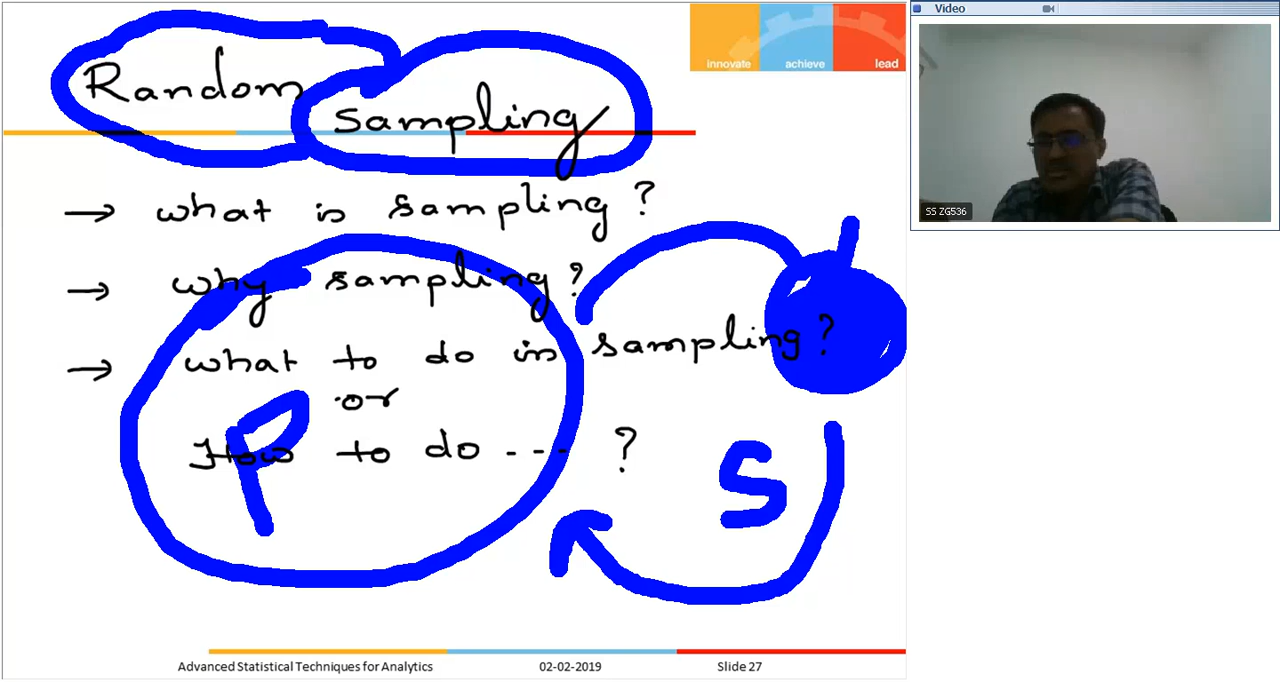 Random
sampling
innovate achieve lead
→ what is sampling?
→ why sampling?
→ what to do in sampling?
or
How to do --- ?
P
S
Advanced Statistical Techniques for Analytics 02-02-2019 Slide 27
Video
SS ZG536